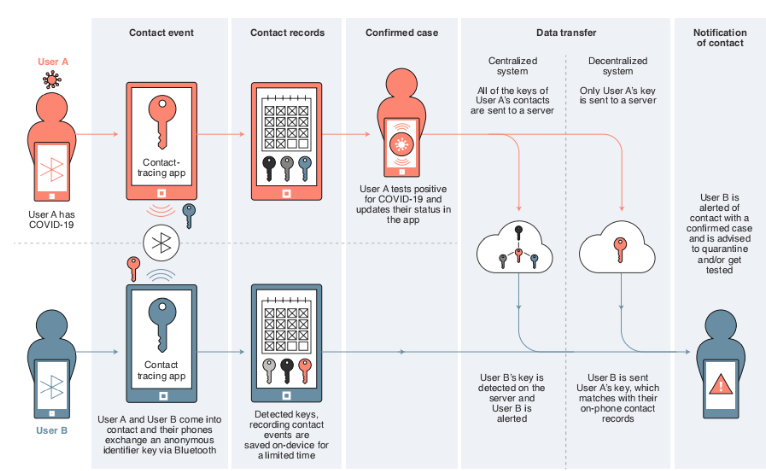 Contact event
Contact records
Confirmed case
Data transfer
Notification
of contact
User A
Centralized
system
Decentralized
system
All of the keys of
User A's contacts
are sent to a server
Only User A's key
is sent to a server
Contact-
tracing app
User A has
COVID-19
User A tests positive
for COVID-19 and
updates their status in
the app
User B is
alerted of
contact with a
confirmed case
and is advised
to quarantine
and/or get
tested
Contact
tracing app
User B
User A and User B come into
contact and their phones
exchange an anonymous
identifier key via Bluetooth
Detected keys,
recording contact
events are
saved on-device for
a limited time
User B's key is
detected on the
server and
User B is
alerted
User B is sent
User A's key, which
matches with their
on-phone contact
records